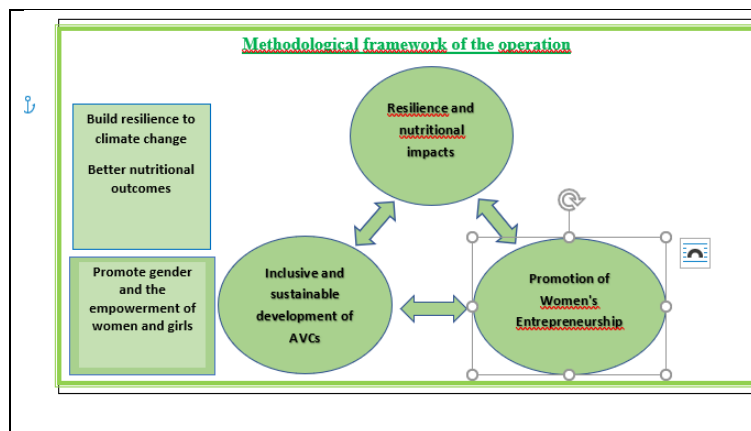 Methodological framework of the operation
Build resilience to
climate change
Better nutritional
outcomes
Resilience and
nutritional
impacts
Promote gender
and the
empowerment of
women and girls
Inclusive and
sustainable
development of
AVCs
Promotion of
Women's
Entrepreneurship